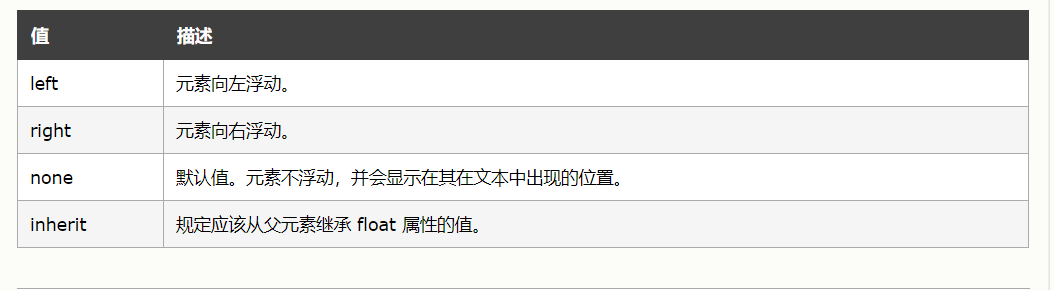 值 描述
left 元素向左浮动。
right 元素向右浮动。
none 默认值。元素不浮动，并会显示在其在文本中出现的位置。
inherit 规定应该从父元素继承 float 属性的值。